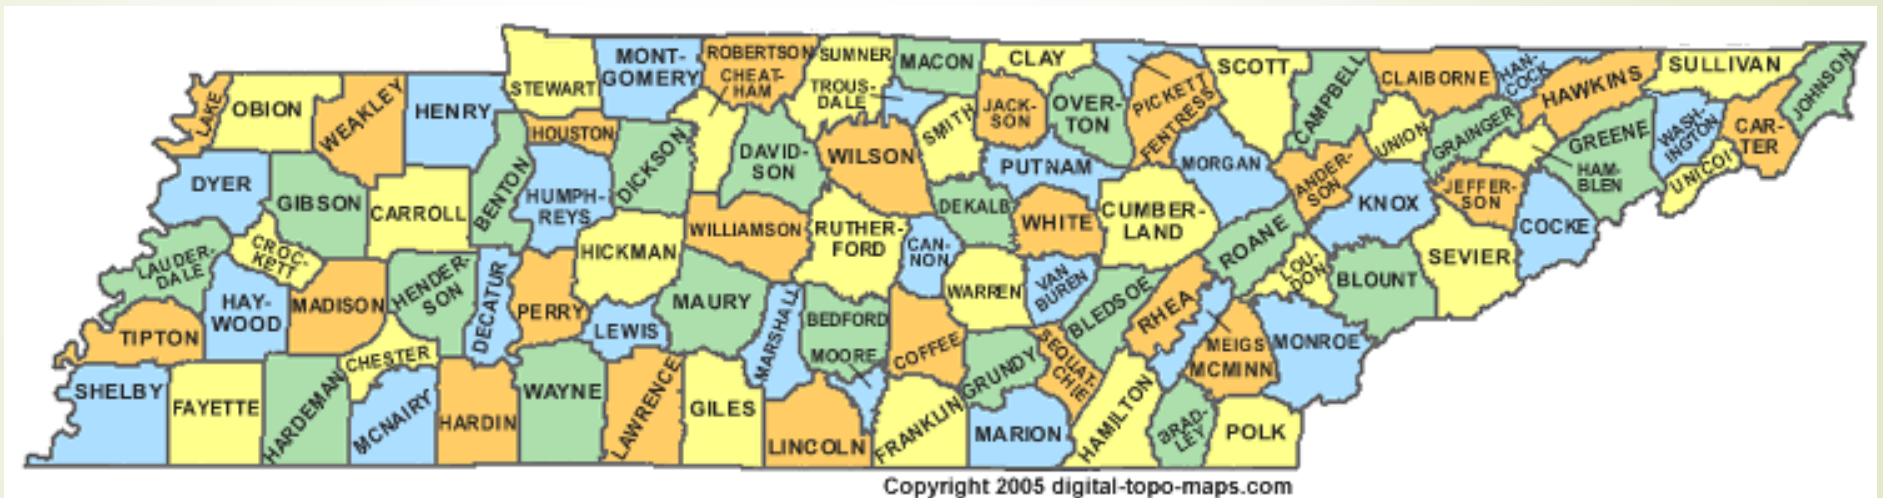 STEWART
MONT-
GOMERY
ROBERTSON
CHEAT-
HAM
SUMNER
TROUS-
DALE
MACON
CLAY
PICKETT
SCOTT
CAMPBELL
CLAIBORNE
HAN-
COCK
HAWKINS
SULLIVAN
JOHNSON
LAKE
OBION
WEAKLEY
HENRY
HOUSTON
DICKSON
DAVID-
SON
WILSON
SMITH
JACK-
SON
OVER-
TON
FENTRESS
MORGAN
ANDER-
SON
UNION
GRAINGER
HAM-
BLEN
GREENE
WASH-
INGTON
UNICOI
CAR-
TER
DYER
GIBSON
CARROLL
BENTON
HUMPH-
REYS
HICKMAN
WILLIAMSON
RUTHER-
FORD
CAN-
NON
DEKALB
PUTNAM
WHITE
CUMBER-
LAND
ROANE
LOU-
DON
KNOX
JEFFER-
SON
COCKE
SEVIER
BLOUNT
LAUDER-
DALE
CROC-
KETT
HAY-
WOOD
MADISON
HENDER-
SON
DECATUR
PERRY
LEWIS
MAURY
MARSHALL
BEDFORD
MOORE
COFFEE
WARREN
VAN
BUREN
BLEDSOE
RHEA
MEIGS
MCMINN
MONROE
TIPTON
SHELBY
FAYETTE
HARDEMAN
CHESTER
MCNAIRY
HARDIN
WAYNE
LAWRENCE
GILES
LINCOLN
FRANKLIN
GRUNDY
SEQUAT-
CHIE
MARION
HAMILTON
BRAD-
LEY
POLK
Copyright 2005 digital-topo-maps.com